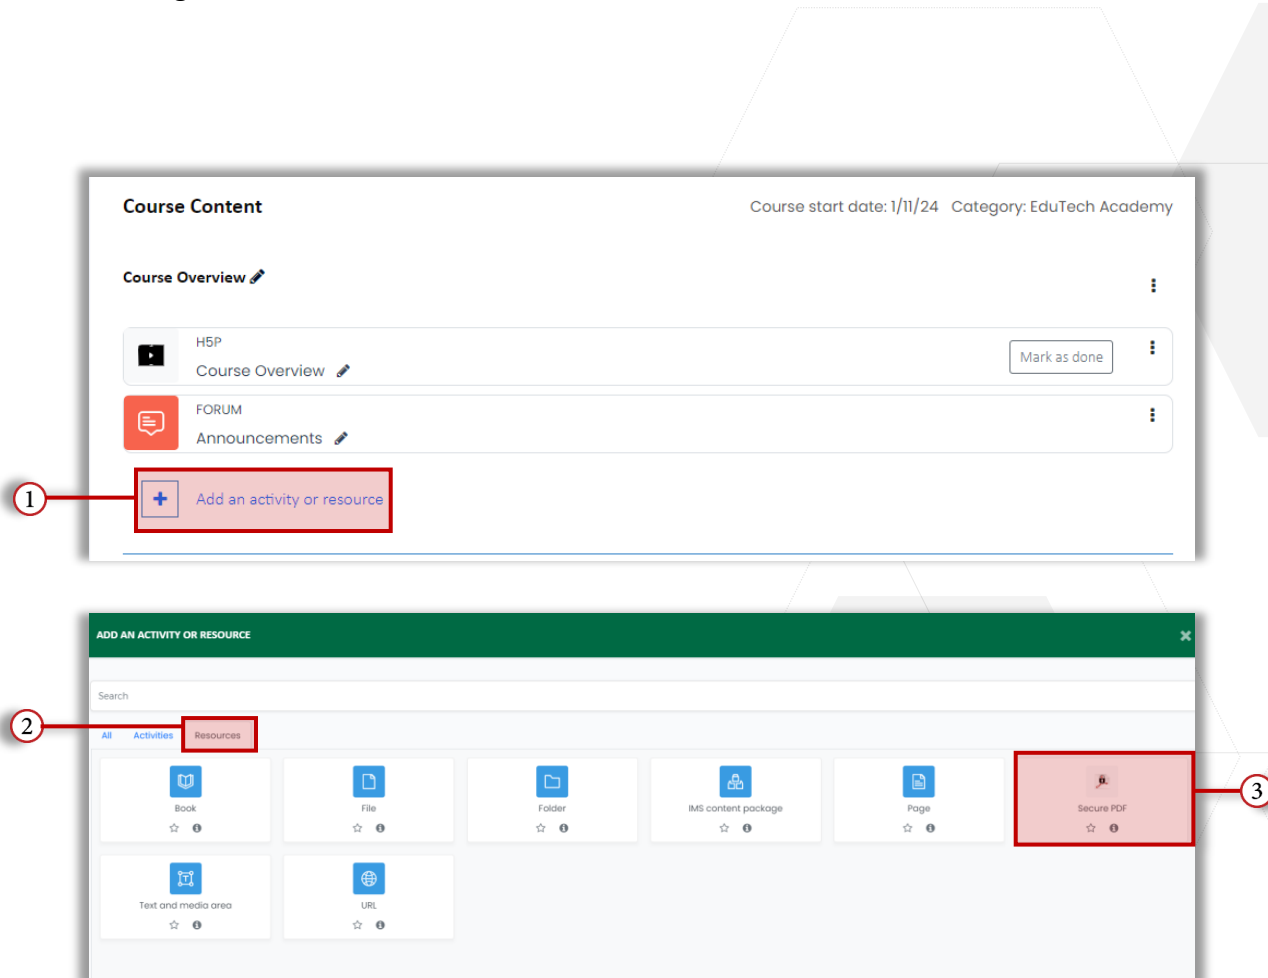 Course Content
Course start date: 1/11/24 Category: EduTech Academy
Course Overview
H5P
Course Overview
Mark as done
FORUM
Announcements
1
+ Add an activity or resource
ADD AN ACTIVITY OR RESOURCE
Search
2
All Activities Resources
Book File Folder IMS content package Page Secure PDF
3
Text and media area URL